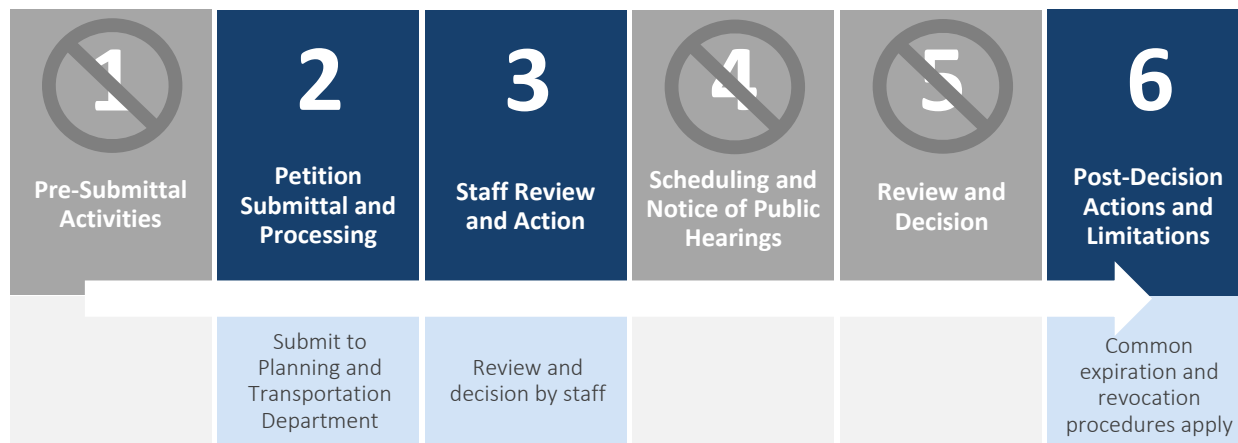 1
Pre-Submittal
Activities
2
Petition
Submittal and
Processing
Submit to
Planning and
Transportation
Department
3
Staff Review
and Action
Review and
decision by staff
4
Scheduling and
Notice of Public
Hearings
5
Review and
Decision
6
Post-Decision
Actions and
Limitations
Common
expiration and
revocation
procedures apply